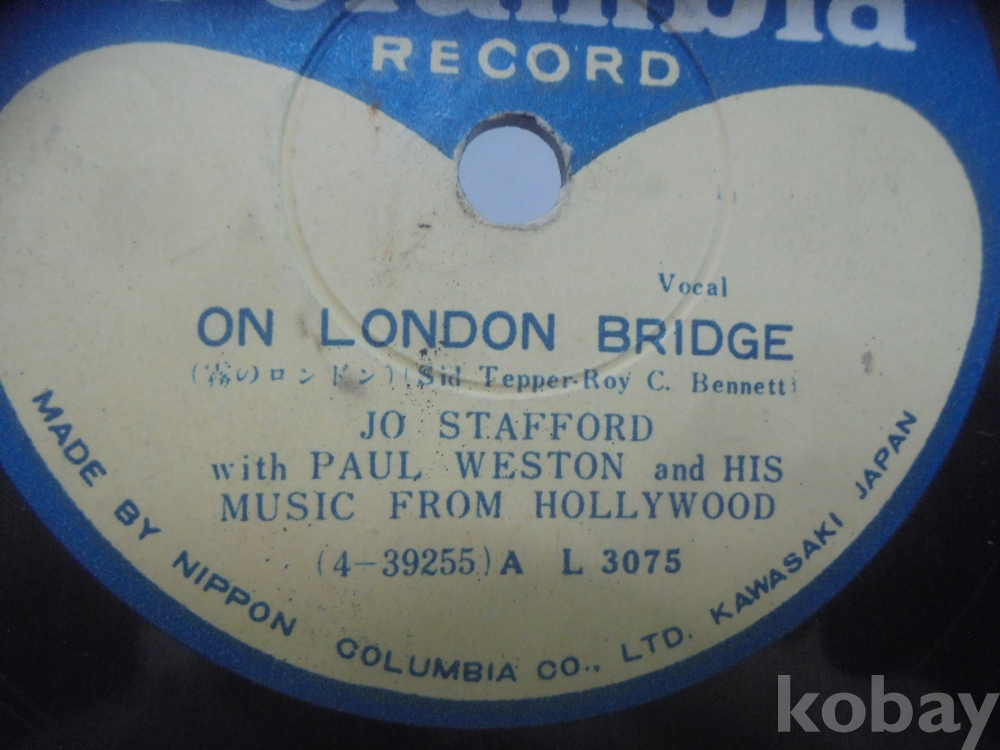 Columbia
RECORD
Vocal
ON LONDON BRIDGE
(霧のロンドン)(Sid Tepper-Roy C. Bennett)
JO STAFFORD
with PAUL WESTON and HIS
MUSIC FROM HOLLYWOOD
(4-39255) A L 3075
MADE BY NIPPON COLUMBIA CO., LTD. KAWASAKI JAPAN
kobay